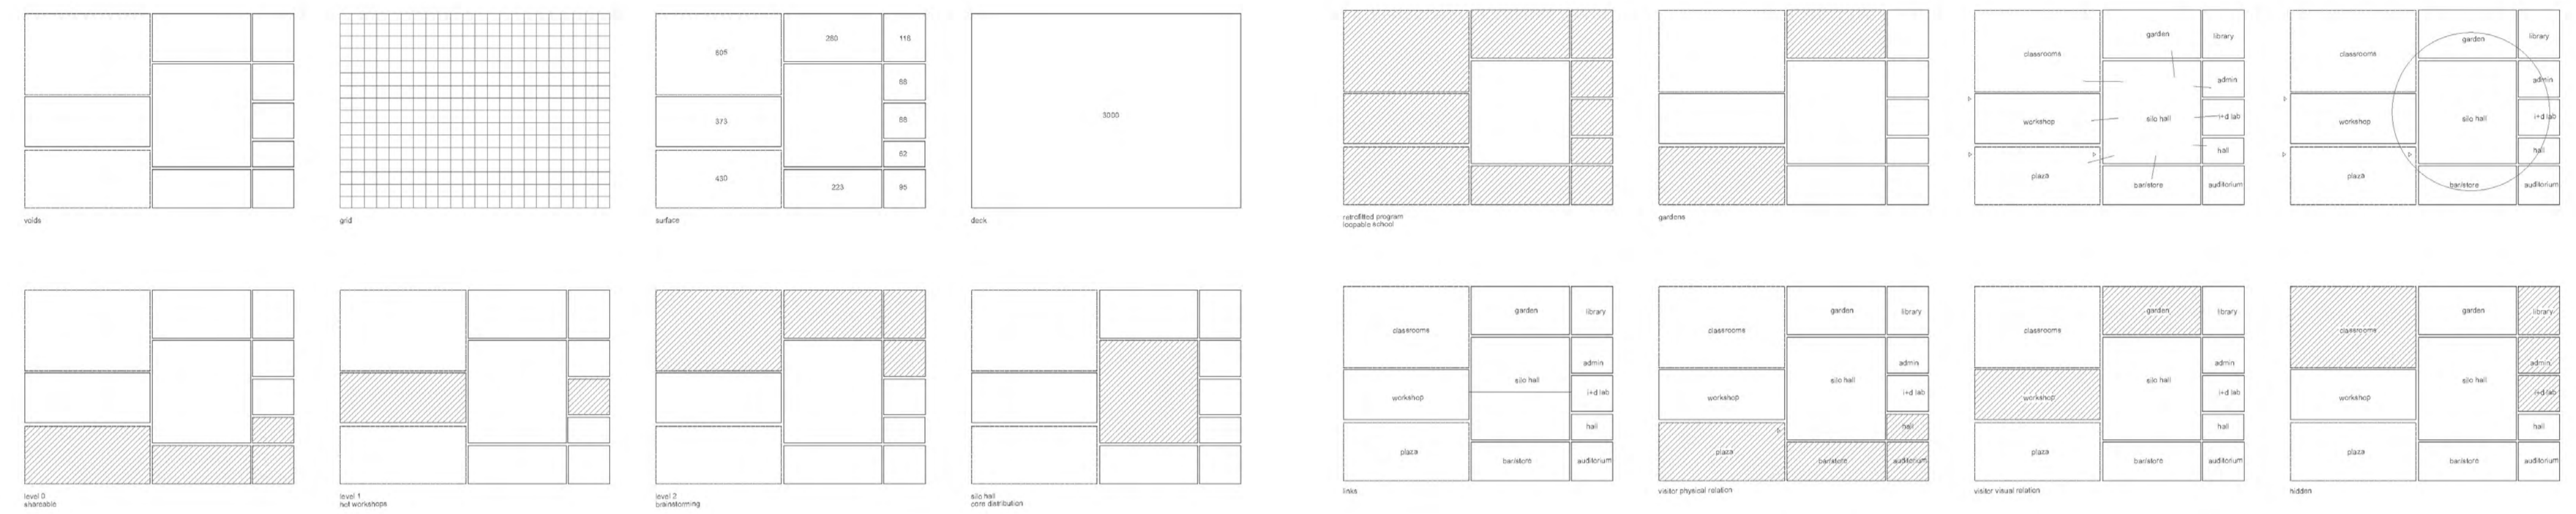 voids
grid
605
280
118
68
373
88
62
430
223
95
surface
3000
deck
retrofitted program
loopable school
gardens
classrooms
garden
library
admin
workshop
silo hall
i+d lab
hall
plaza
bar/store
auditorium
classrooms
garden
library
admin
workshop
silo hall
i+d lab
hall
plaza
bar/store
auditorium
level 0
shareable
level 1
hot workshops
level 2
brainstorming
silo hall
core distribution
classrooms
garden
library
admin
silo hall
workshop
i+d lab
hall
plaza
bar/store
auditorium
links
classrooms
garden
library
admin
silo hall
workshop
i+d lab
hall
plaza
bar/store
auditorium
visitor physical relation
classrooms
garden
library
admin
silo hall
workshop
i+d lab
hall
plaza
bar/store
auditorium
visitor visual relation
classrooms
garden
library
admin
silo hall
workshop
i+d lab
hall
plaza
bar/store
auditorium
hidden